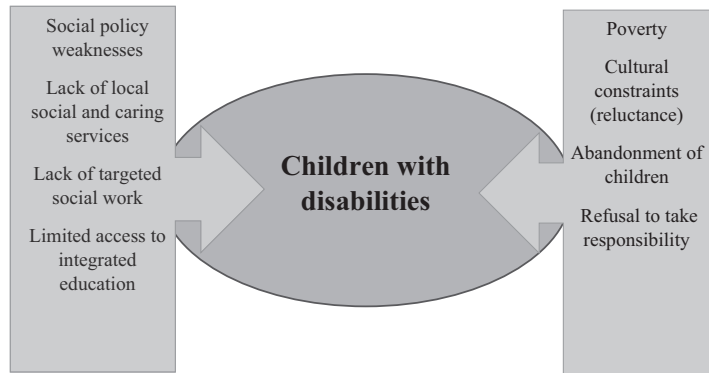 Social policy
weaknesses
Lack of local
social and caring
services
Lack of targeted
social work
Limited access to
integrated
education
Children with
disabilities
Poverty
Cultural
constraints
(reluctance)
Abandonment of
children
Refusal to take
responsibility